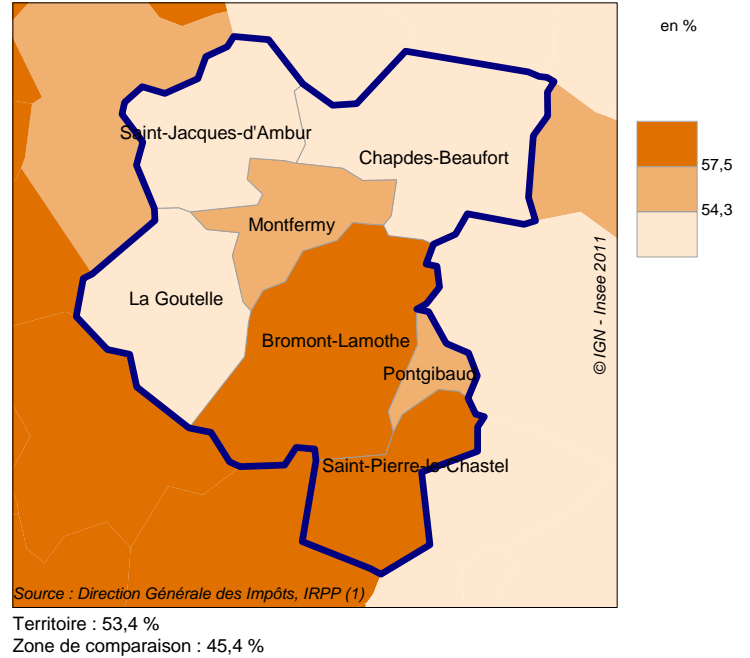 en %
57,5
54,3
Saint-Jacques-d'Ambur
Chapdes-Beaufort
Montfermy
La Goutelle
Bromont-Lamothe
Pontgibaud
Saint-Pierre-le-Chastel
© IGN - Insee 2011
Source : Direction Générale des Impôts, IRPP (1)
Territoire : 53,4 %
Zone de comparaison : 45,4 %